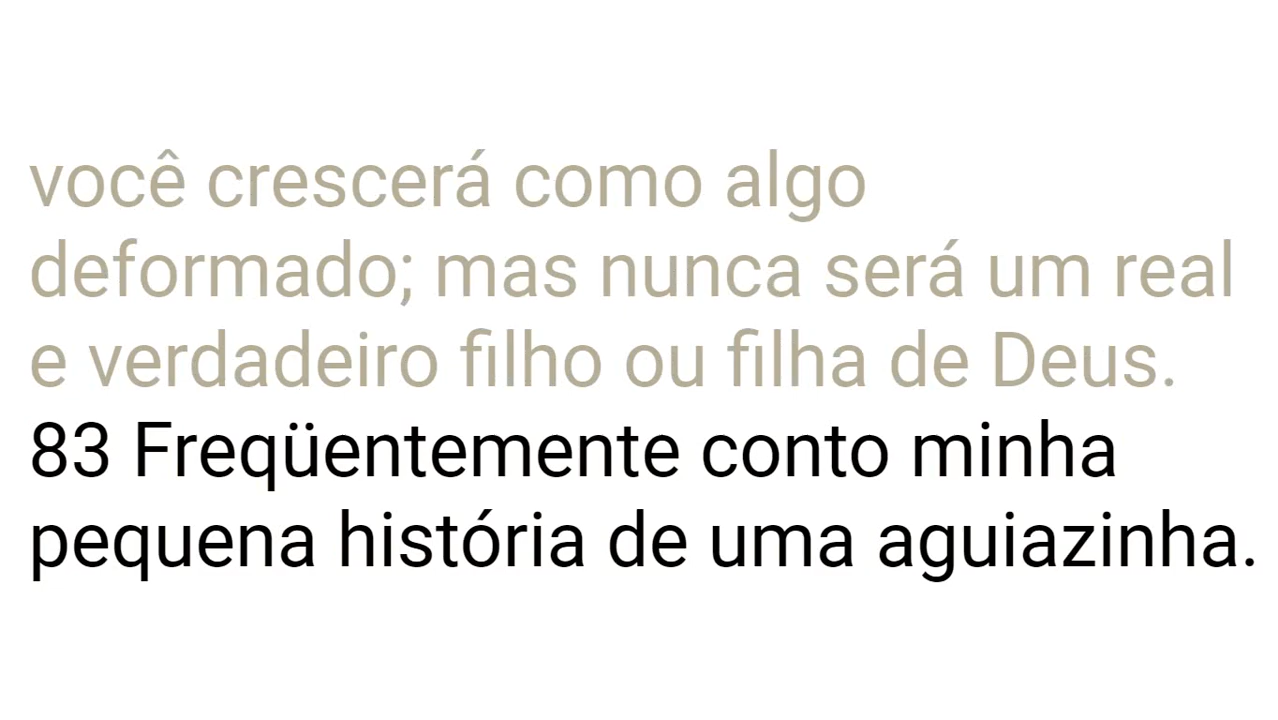 você crescerá como algo
deformado; mas nunca será um real
e verdadeiro filho ou filha de Deus.
83 Freqüentemente conto minha
pequena história de uma aguiazinha.